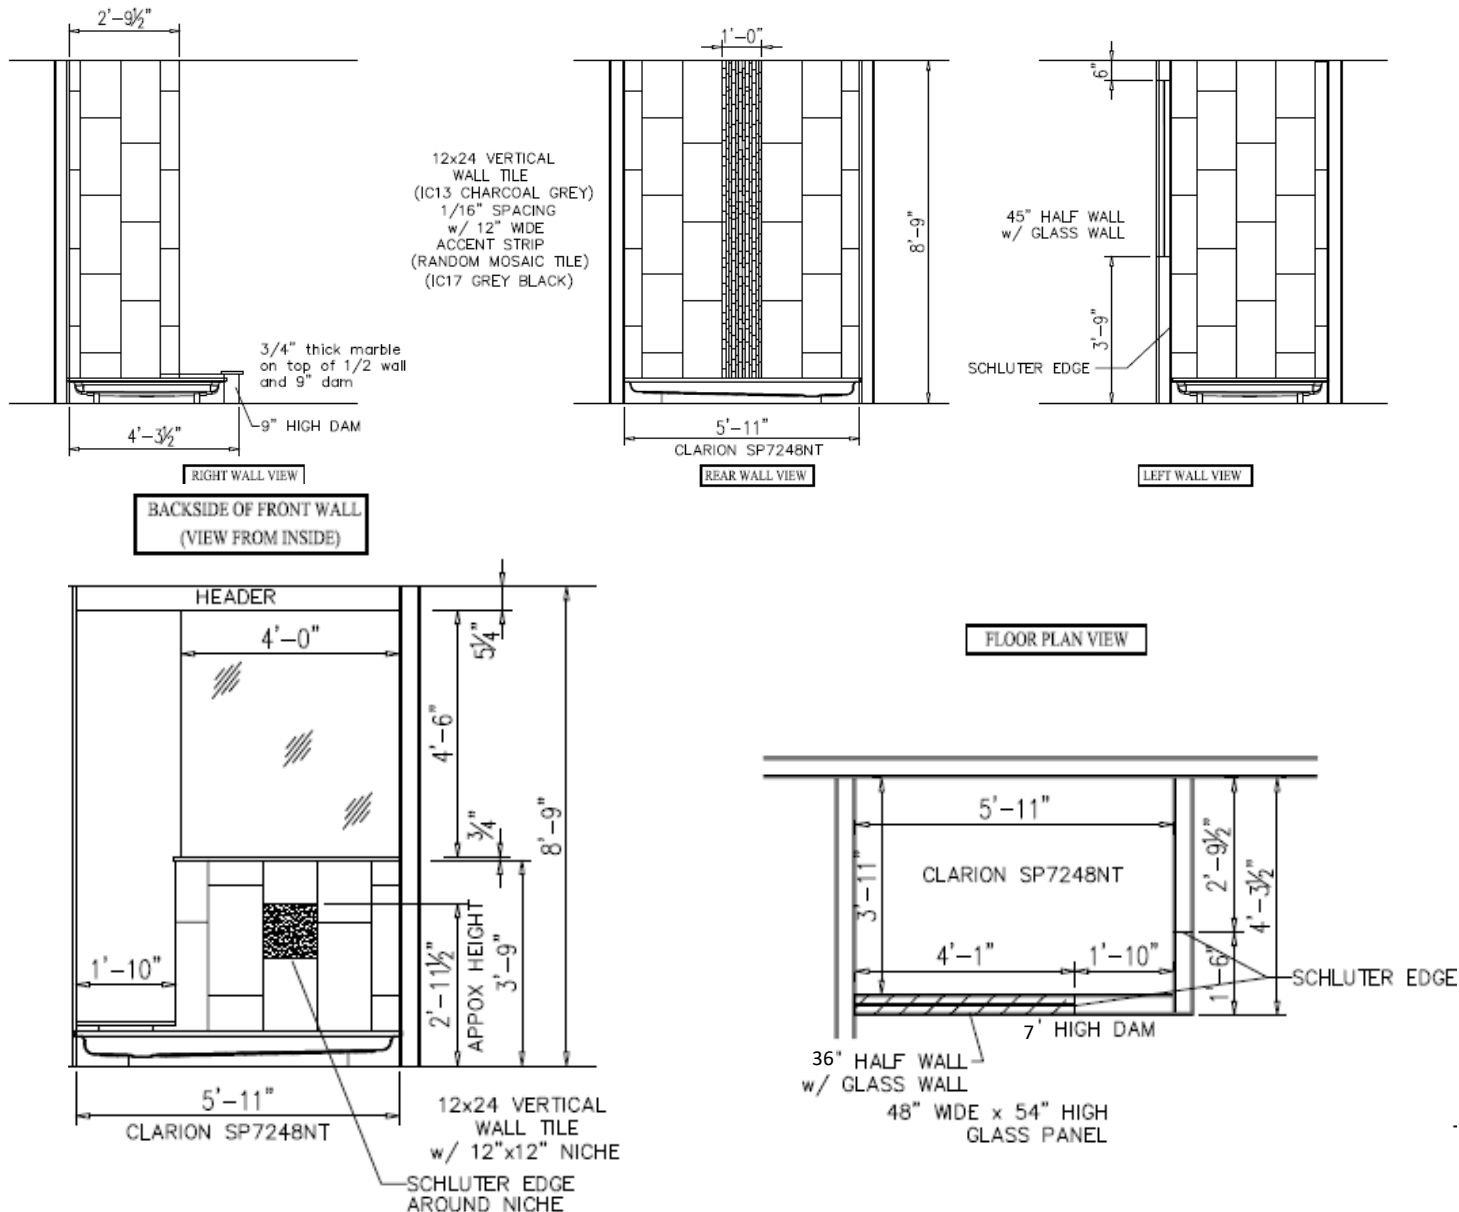 2'-9½"
3/4" thick marble
on top of 1/2 wall
and 9" dam
9" HIGH DAM
4'-3½"
RIGHT WALL VIEW
1'-0"
12x24 VERTICAL
WALL TILE
(IC13 CHARCOAL GREY)
1/16" SPACING
w/ 12" WIDE
ACCENT STRIP
(RANDOM MOSAIC TILE)
(IC17 GREY BLACK)
8'-9"
5'-11"
CLARION SP7248NT
REAR WALL VIEW
6"
45" HALF WALL
w/ GLASS WALL
3'-9"
SCHLUTER EDGE
LEFT WALL VIEW
BACKSIDE OF FRONT WALL
(VIEW FROM INSIDE)
HEADER
4'-0"
5¼"
4'-6"
¾"
8'-9"
1'-10"
2'-11½"
APPOX HEIGHT
3'-9"
5'-11"
CLARION SP7248NT
12x24 VERTICAL
WALL TILE
w/ 12"x12" NICHE
SCHLUTER EDGE
AROUND NICHE
FLOOR PLAN VIEW
5'-11"
3'-11"
CLARION SP7248NT
2'-9½"
4'-3½"
4'-1"
1'-10"
1'-6"
SCHLUTER EDGE
7' HIGH DAM
36" HALF WALL
w/ GLASS WALL
48" WIDE x 54" HIGH
GLASS PANEL